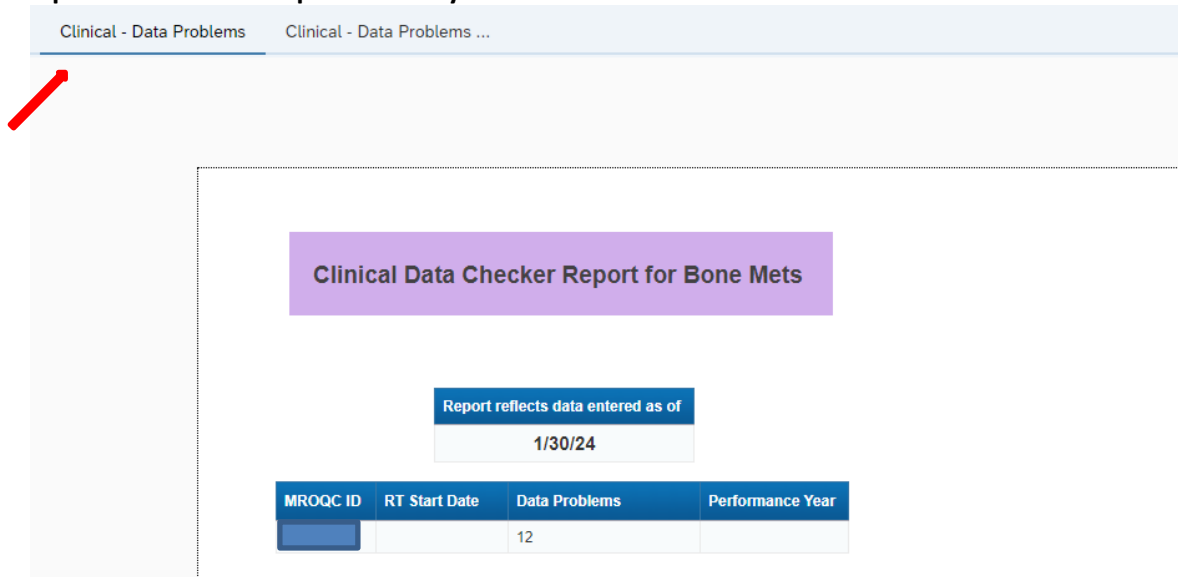 Clinical - Data Problems Clinical - Data Problems ...
Clinical Data Checker Report for Bone Mets
Report reflects data entered as of
1/30/24
MROQC ID RT Start Date Data Problems Performance Year
12